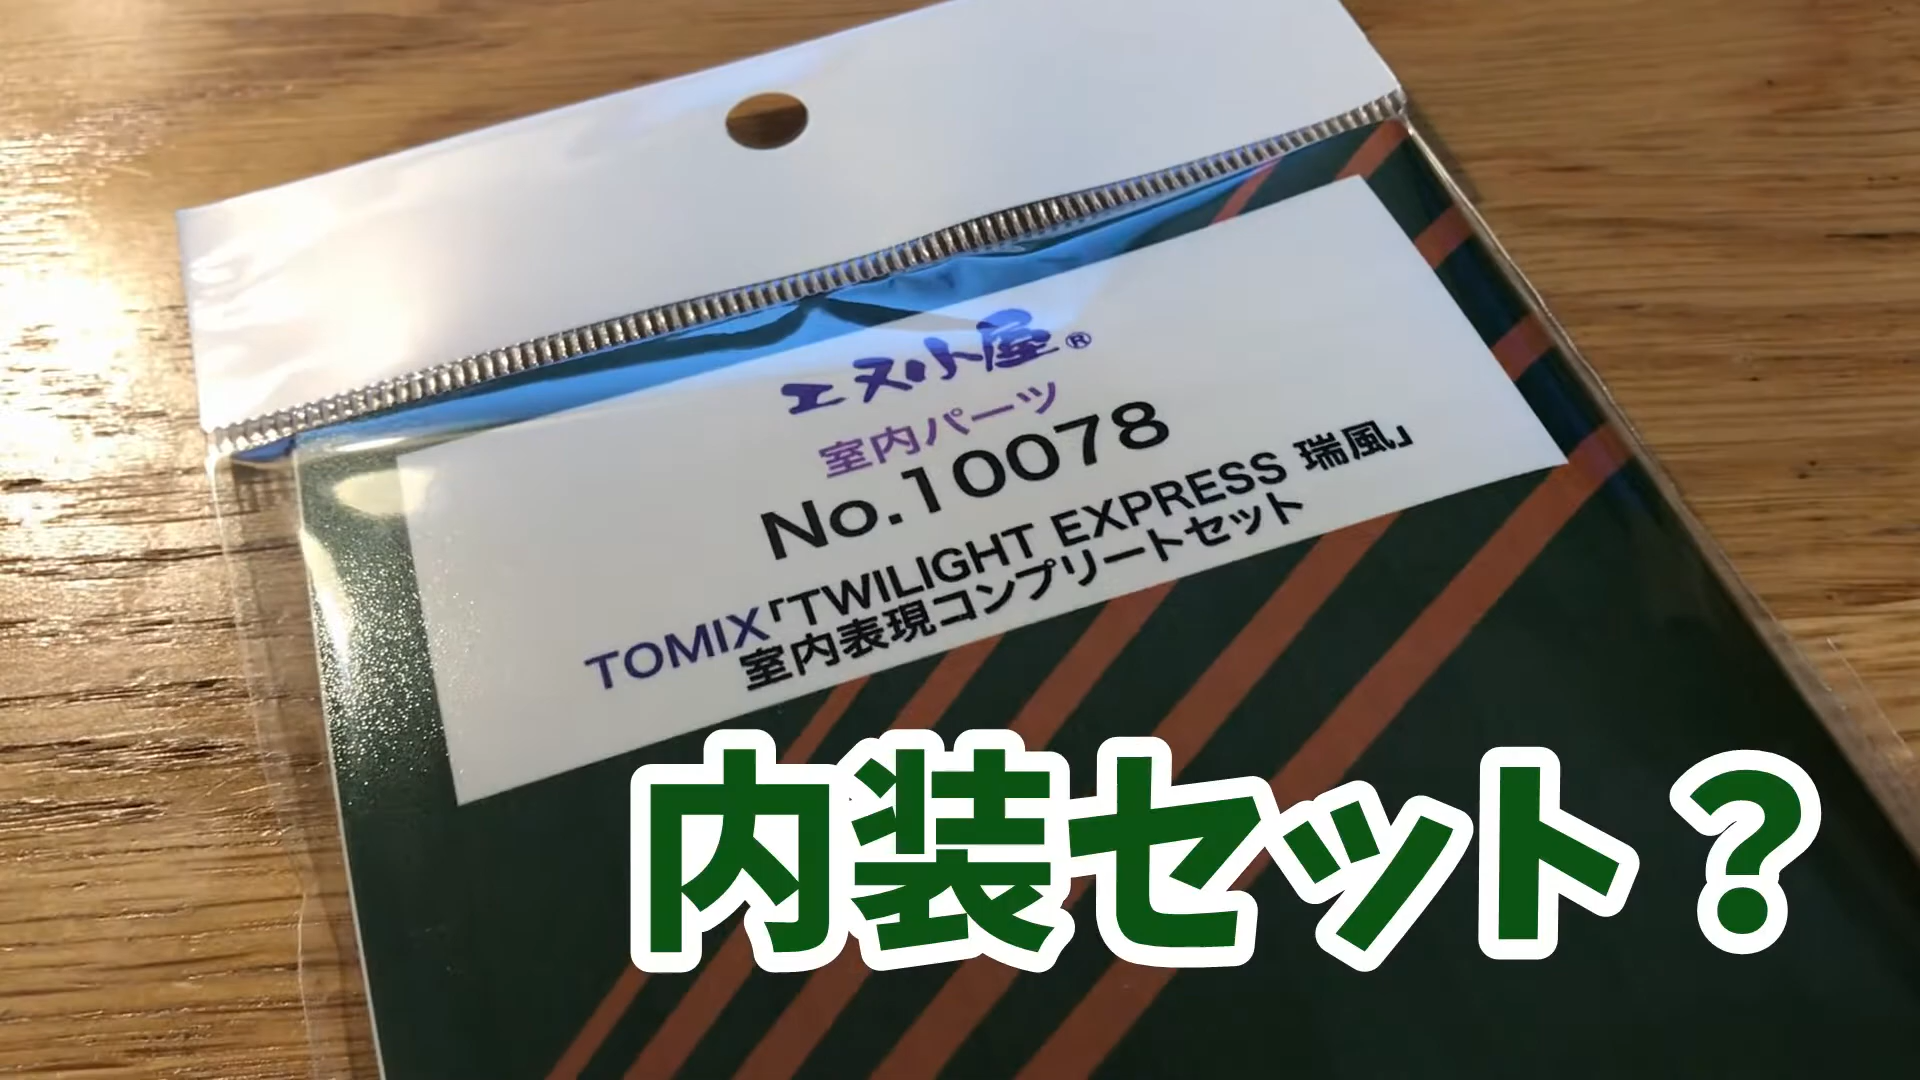 エヌ小屋®
室内パーツ
No.10078
TOMIX「TWILIGHT EXPRESS 瑞風」
室内表現コンプリートセット
内装セット？